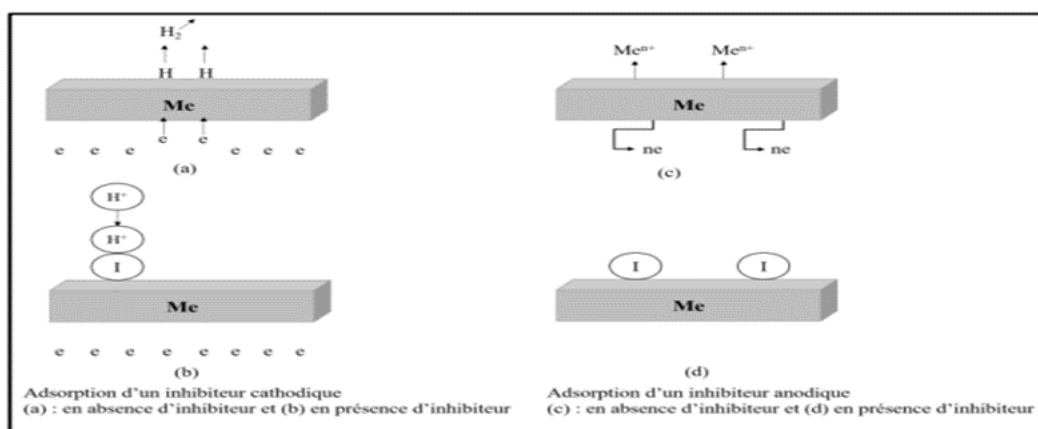 H₂
H H
Me
e e
e e e e e e
(a)
H⁺
H⁺
I
Me
e e e e e e e e
(b)
Adsorption d'un inhibiteur cathodique
(a) : en absence d'inhibiteur et (b) en présence d'inhibiteur
Meⁿ⁺ Meⁿ⁺
Me
ne ne
(c)
I I
Me
(d)
Adsorption d'un inhibiteur anodique
(c) : en absence d'inhibiteur et (d) en présence d'inhibiteur